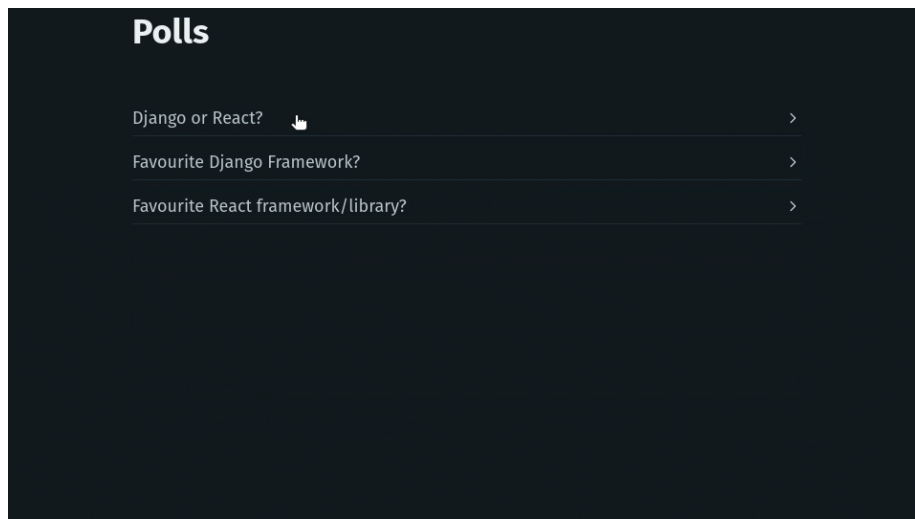 Polls
Django or React?
Favourite Django Framework?
Favourite React framework/library?